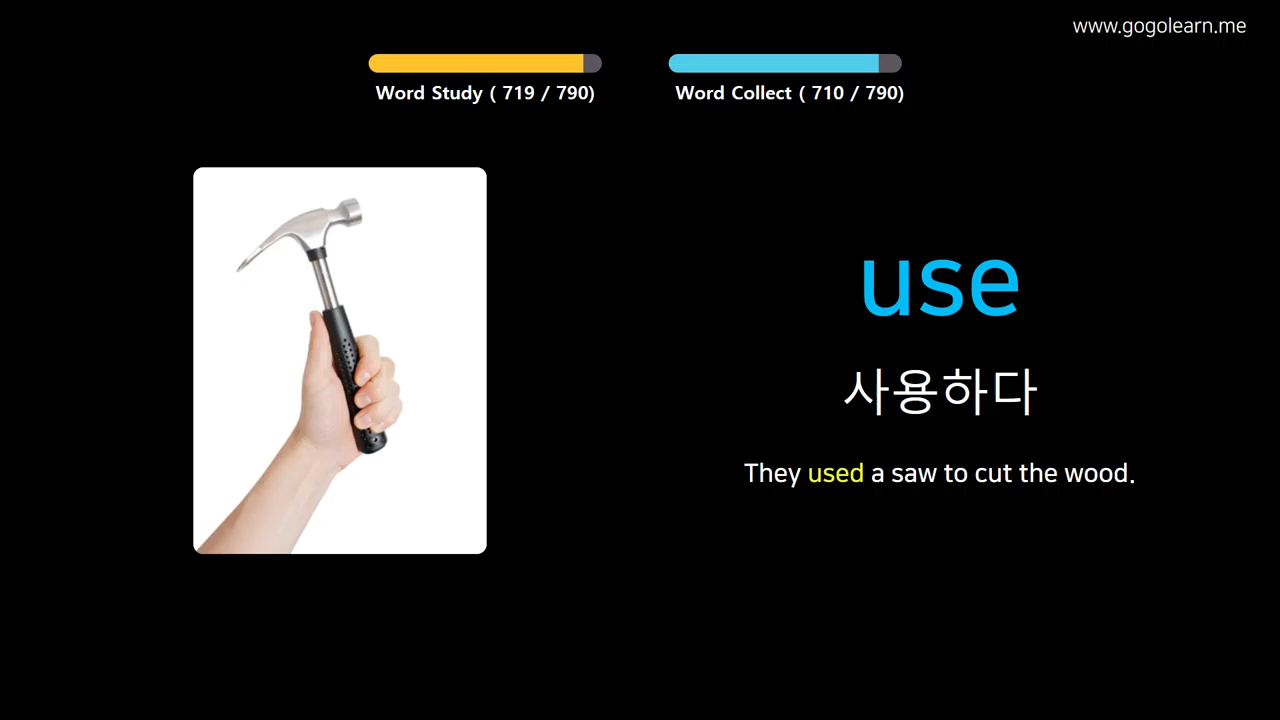 www.gogolearn.me
Word Study ( 719 / 790)
Word Collect ( 710 / 790)
use
사용하다
They used a saw to cut the wood.